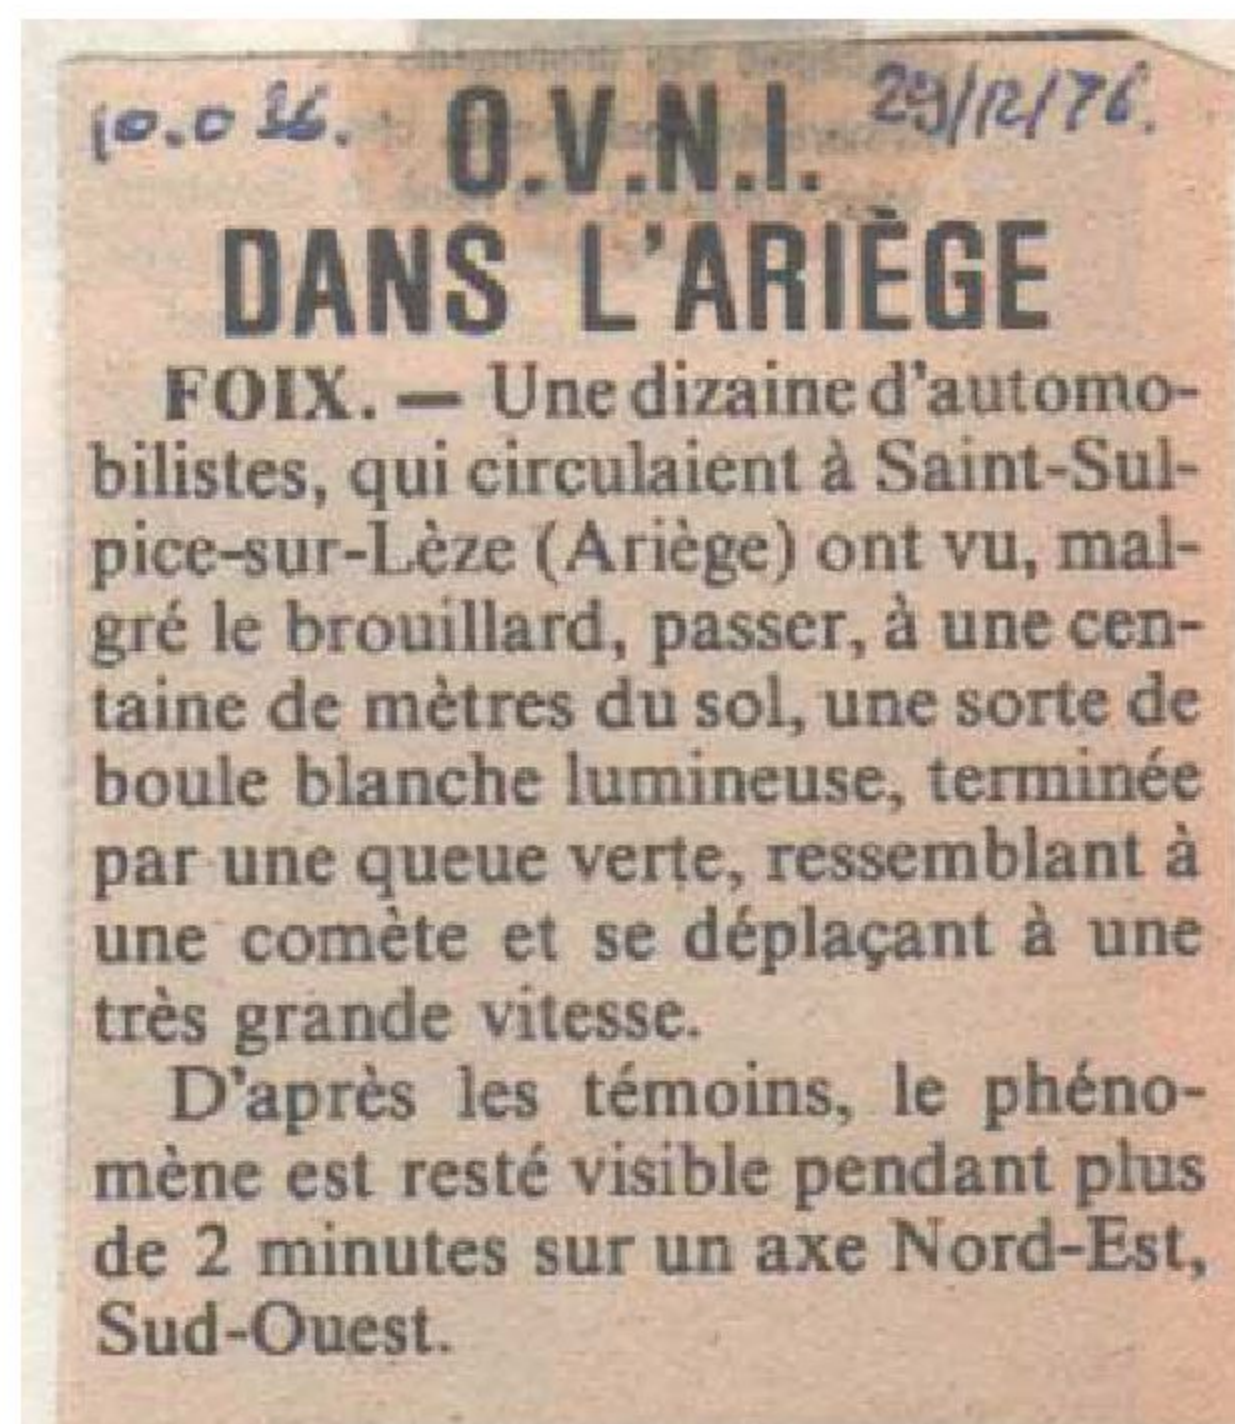 10.036. 29/12/76.
O.V.N.I.
DANS L'ARIÈGE
FOIX. — Une dizaine d'automo-
bilistes, qui circulaient à Saint-Sul-
pice-sur-Lèze (Ariège) ont vu, mal-
gré le brouillard, passer, à une cen-
taine de mètres du sol, une sorte de
boule blanche lumineuse, terminée
par une queue verte, ressemblant à
une comète et se déplaçant à une
très grande vitesse.
D'après les témoins, le phéno-
mène est resté visible pendant plus
de 2 minutes sur un axe Nord-Est,
Sud-Ouest.